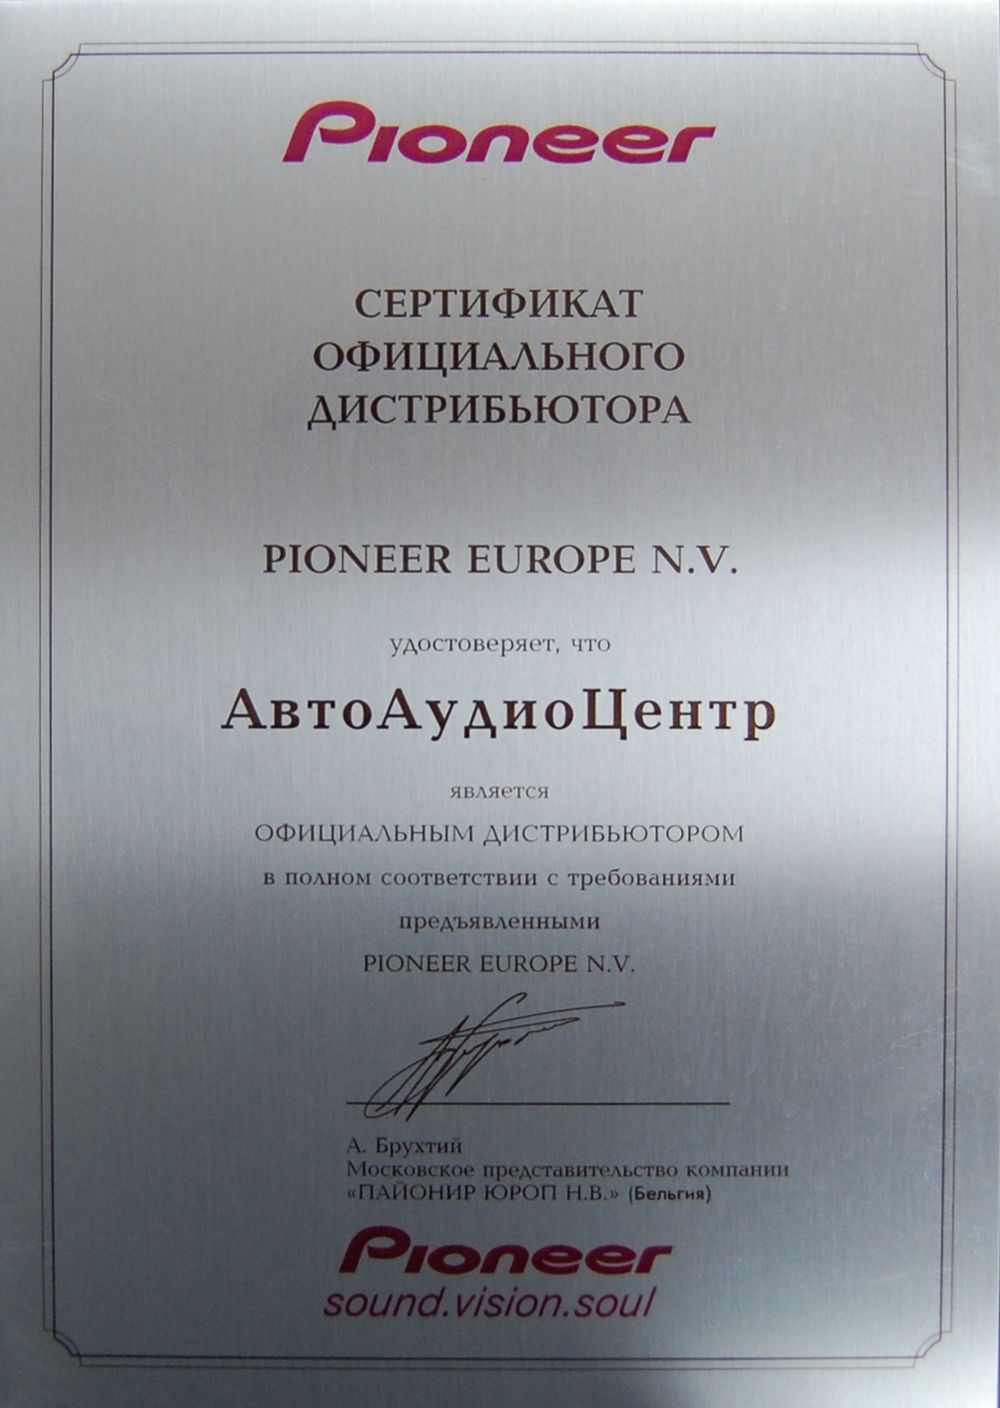 Pioneer
СЕРТИФИКАТ
ОФИЦИАЛЬНОГО
ДИСТРИБЬЮТОРА
PIONEER EUROPE N.V.
удостоверяет, что
АвтоАудиоЦентр
является
ОФИЦИАЛЬНЫМ ДИСТРИБЬЮТОРОМ
в полном соответствии с требованиями
предъявленными
PIONEER EUROPE N.V.
А. Брухтий
Московское представительство компании
«ПАЙОНИР ЮРОП Н.В.» (Бельгия)
Pioneer
sound.vision.soul